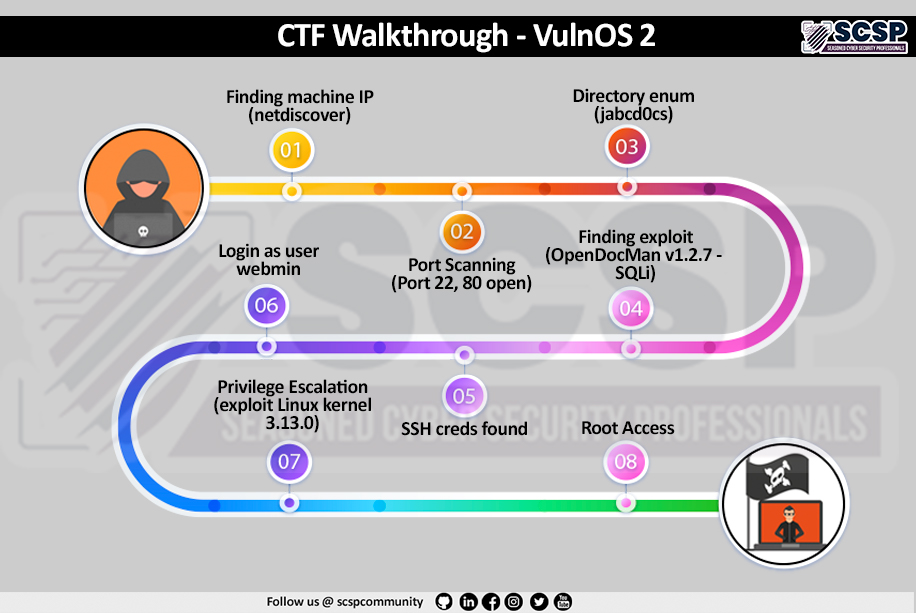 CTF Walkthrough - VulnOS 2
SCSP
SEASONED CYBER SECURITY PROFESSIONALS
Finding machine IP
(netdiscover)
01
Directory enum
(jabcd0cs)
03
02
Port Scanning
(Port 22, 80 open)
Finding exploit
(OpenDocMan v1.2.7 -
SQLi)
04
Login as user
webmin
06
05
SSH creds found
Privilege Escalation
(exploit Linux kernel
3.13.0)
07
Root Access
08
SCSP
SEASONED CYBER SECURITY PROFESSIONALS
Follow us @ scspcommunity
You
Tube